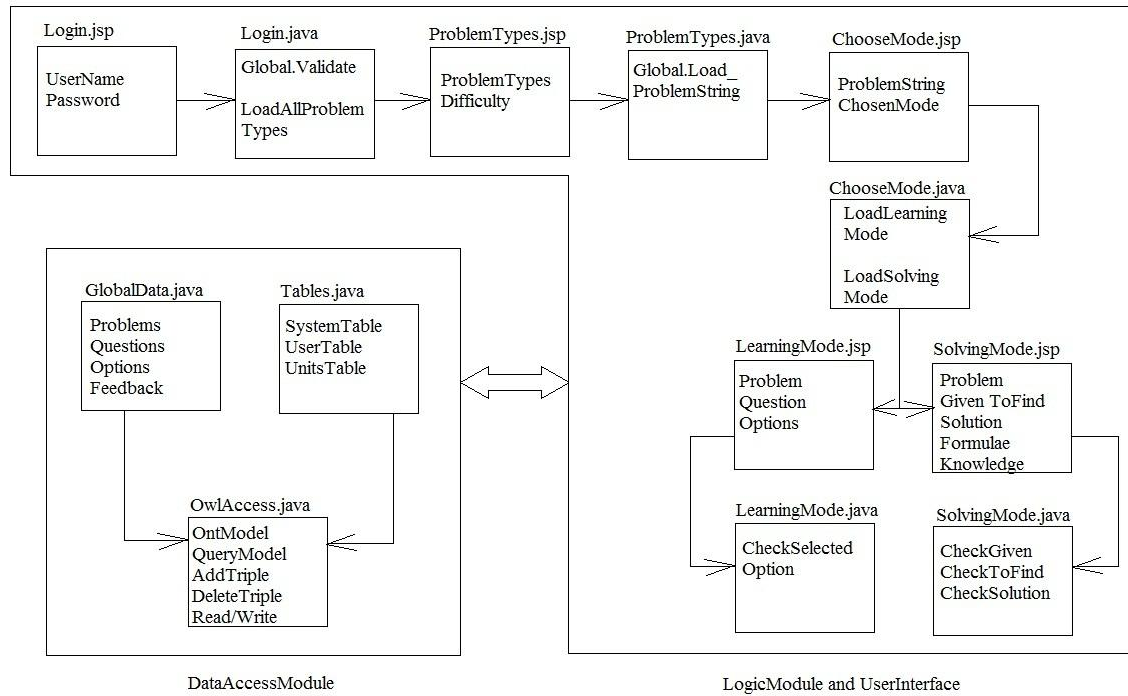 Login.jsp
UserName
Password
Login.java
Global.Validate
LoadAllProblem
Types
ProblemTypes.jsp
ProblemTypes
Difficulty
ProblemTypes.java
Global.Load_
ProblemString
ChooseMode.jsp
ProblemString
ChosenMode
ChooseMode.java
LoadLearning
Mode
LoadSolving
Mode
GlobalData.java
Problems
Questions
Options
Feedback
Tables.java
SystemTable
UserTable
UnitsTable
OwlAccess.java
OntModel
QueryModel
AddTriple
DeleteTriple
Read/Write
LearningMode.jsp
Problem
Question
Options
SolvingMode.jsp
Problem
Given ToFind
Solution
Formulae
Knowledge
LearningMode.java
CheckSelected
Option
SolvingMode.java
CheckGiven
CheckToFind
CheckSolution
DataAccessModule
LogicModule and UserInterface